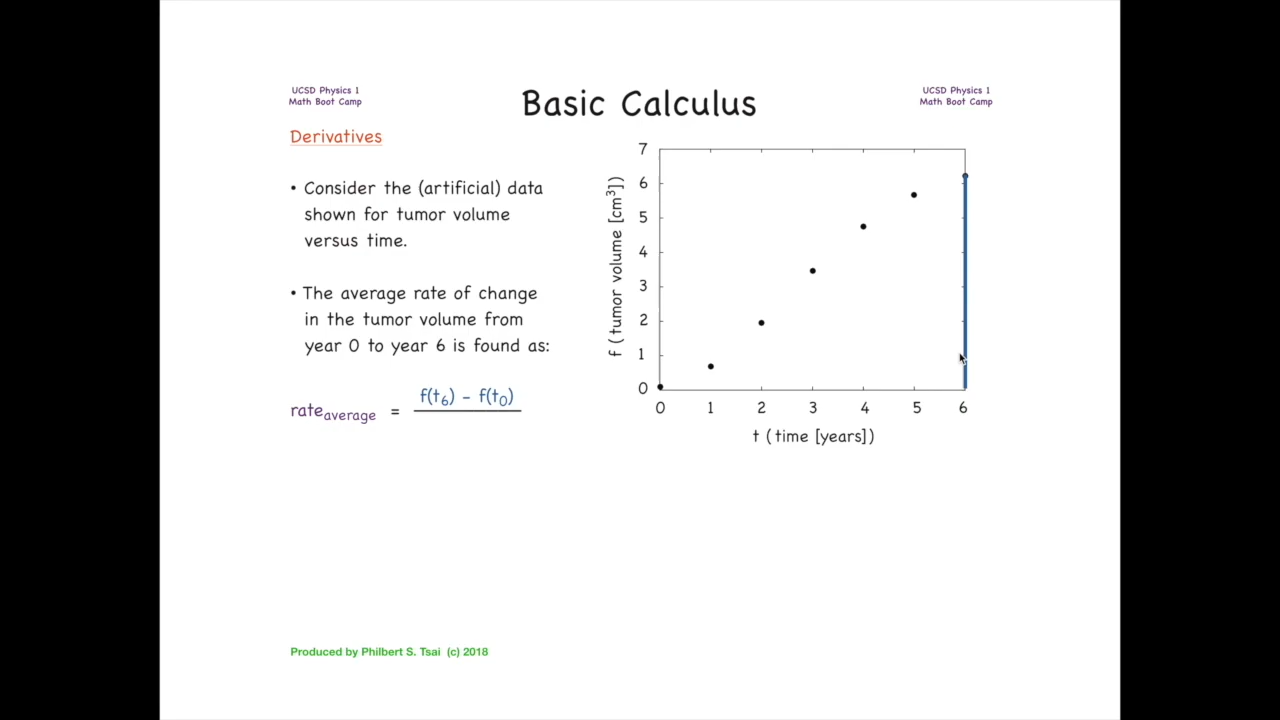 UCSD Physics 1
Math Boot Camp
Basic Calculus
UCSD Physics 1
Math Boot Camp
Derivatives
• Consider the (artificial) data
shown for tumor volume
versus time.
• The average rate of change
in the tumor volume from
year 0 to year 6 is found as:
rate_average = f(t₆) – f(t₀)
7
6
5
4
3
2
1
0
f (tumor volume [cm³])
0 1 2 3 4 5 6
t (time [years])
Produced by Philbert S. Tsai (c) 2018